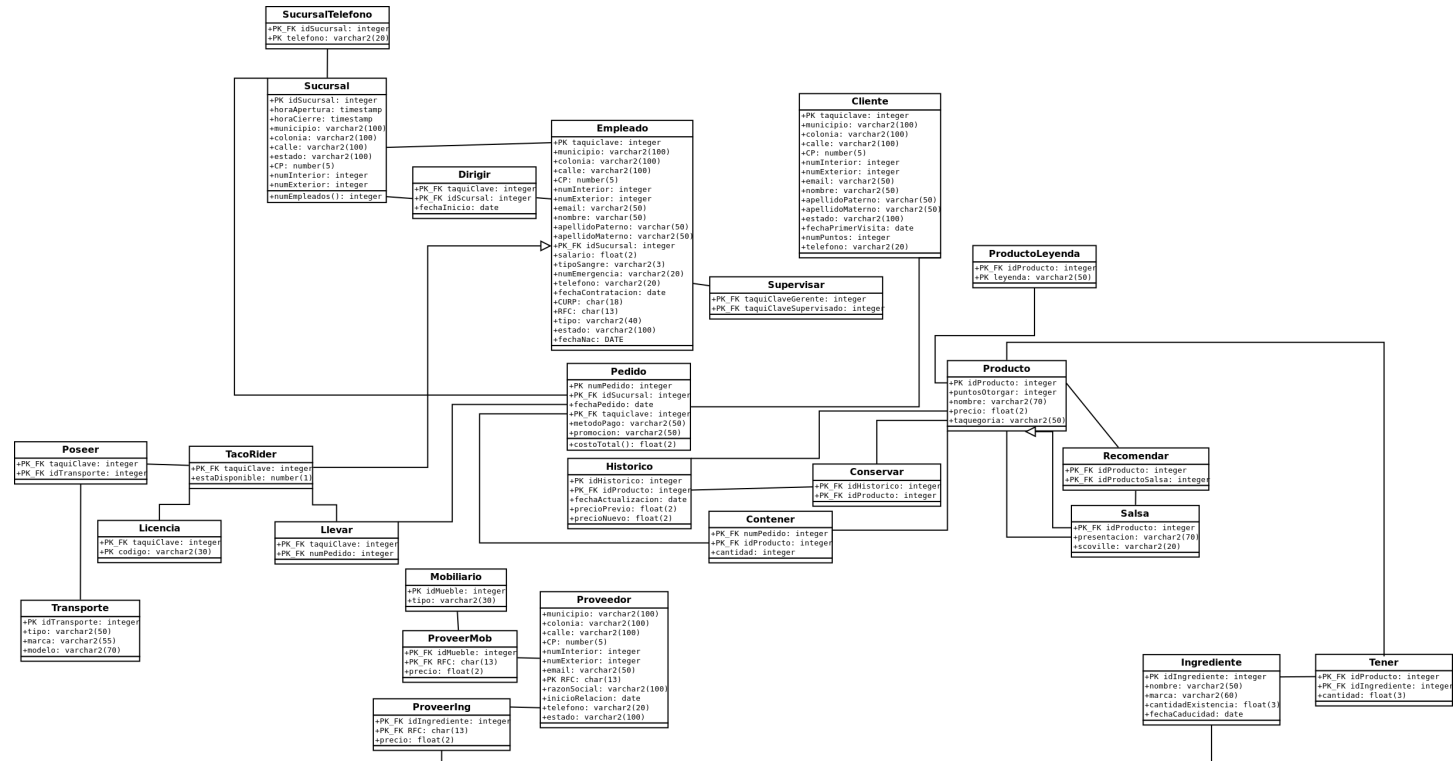 SucursalTelefono
+PK_FK idSucursal: integer
+PK telefono: varchar2(20)
Sucursal
+PK idSucursal: integer
+horaApertura: timestamp
+horaCierre: timestamp
+municipio: varchar2(100)
+colonia: varchar2(100)
+calle: varchar2(100)
+estado: varchar2(100)
+CP: number(5)
+numInterior: integer
+numExterior: integer
+numEmpleados(): integer
Dirigir
+PK_FK taquiClave: integer
+PK_FK idScursal: integer
+fechaInicio: date
Empleado
+PK taquiclave: integer
+municipio: varchar2(100)
+colonia: varchar2(100)
+calle: varchar2(100)
+CP: number(5)
+numInterior: integer
+numExterior: integer
+email: varchar2(50)
+nombre: varchar(50)
+apellidoPaterno: varchar(50)
+apellidoMaterno: varchar2(50)
+PK_FK idSucursal: integer
+salario: float(2)
+tipoSangre: varchar2(3)
+numEmergencia: varchar2(20)
+telefono: varchar2(20)
+fechaContratacion: date
+CURP: char(18)
+RFC: char(13)
+tipo: varchar2(40)
+estado: varchar2(100)
+fechaNac: DATE
Supervisar
+PK_FK taquiClaveGerente: integer
+PK_FK taquiClaveSupervisado: integer
Cliente
+PK taquiclave: integer
+municipio: varchar2(100)
+colonia: varchar2(100)
+calle: varchar2(100)
+CP: number(5)
+numInterior: integer
+numExterior: integer
+email: varchar2(50)
+nombre: varchar2(50)
+apellidoPaterno: varchar(50)
+apellidoMaterno: varchar2(50)
+estado: varchar2(100)
+fechaPrimerVisita: date
+numPuntos: integer
+telefono: varchar2(20)
ProductoLeyenda
+PK_FK idProducto: integer
+PK leyenda: varchar2(50)
Pedido
+PK numPedido: integer
+PK_FK idSucursal: integer
+fechaPedido: date
+PK_FK taquiclave: integer
+metodoPago: varchar2(50)
+promocion: varchar2(50)
+costoTotal(): float(2)
Producto
+PK idProducto: integer
+puntosOtorgar: integer
+nombre: varchar2(70)
+precio: float(2)
+taquegoria: varchar2(50)
Poseer
+PK_FK taquiClave: integer
+PK_FK idTransporte: integer
TacoRider
+PK_FK taquiClave: integer
+estaDisponible: number(1)
Historico
+PK idHistorico: integer
+PK_FK idProducto: integer
+fechaActualizacion: date
+precioPrevio: float(2)
+precioNuevo: float(2)
Conservar
+PK_FK idHistorico: integer
+PK_FK idProducto: integer
Recomendar
+PK_FK idProducto: integer
+PK_FK idProductoSalsa: integer
Licencia
+PK_FK taquiClave: integer
+PK codigo: varchar2(30)
Llevar
+PK_FK taquiClave: integer
+PK_FK numPedido: integer
Contener
+PK_FK numPedido: integer
+PK_FK idProducto: integer
+cantidad: integer
Salsa
+PK_FK idProducto: integer
+presentacion: varchar2(70)
+scoville: varchar2(20)
Transporte
+PK idTransporte: integer
+tipo: varchar2(50)
+marca: varchar2(55)
+modelo: varchar2(70)
Mobiliario
+PK idMueble: integer
+tipo: varchar2(30)
ProveerMob
+PK_FK idMueble: integer
+PK_FK RFC: char(13)
+precio: float(2)
Proveedor
+municipio: varchar2(100)
+colonia: varchar2(100)
+calle: varchar2(100)
+CP: number(5)
+numInterior: integer
+numExterior: integer
+email: varchar2(50)
+PK RFC: char(13)
+razonSocial: varchar2(100)
+inicioRelacion: date
+telefono: varchar2(20)
+estado: varchar2(100)
ProveerIng
+PK_FK idIngrediente: integer
+PK_FK RFC: char(13)
+precio: float(2)
Ingrediente
+PK idIngrediente: integer
+nombre: varchar2(50)
+marca: varchar2(60)
+cantidadExistencia: float(3)
+fechaCaducidad: date
Tener
+PK_FK idProducto: integer
+PK_FK idIngrediente: integer
+cantidad: float(3)